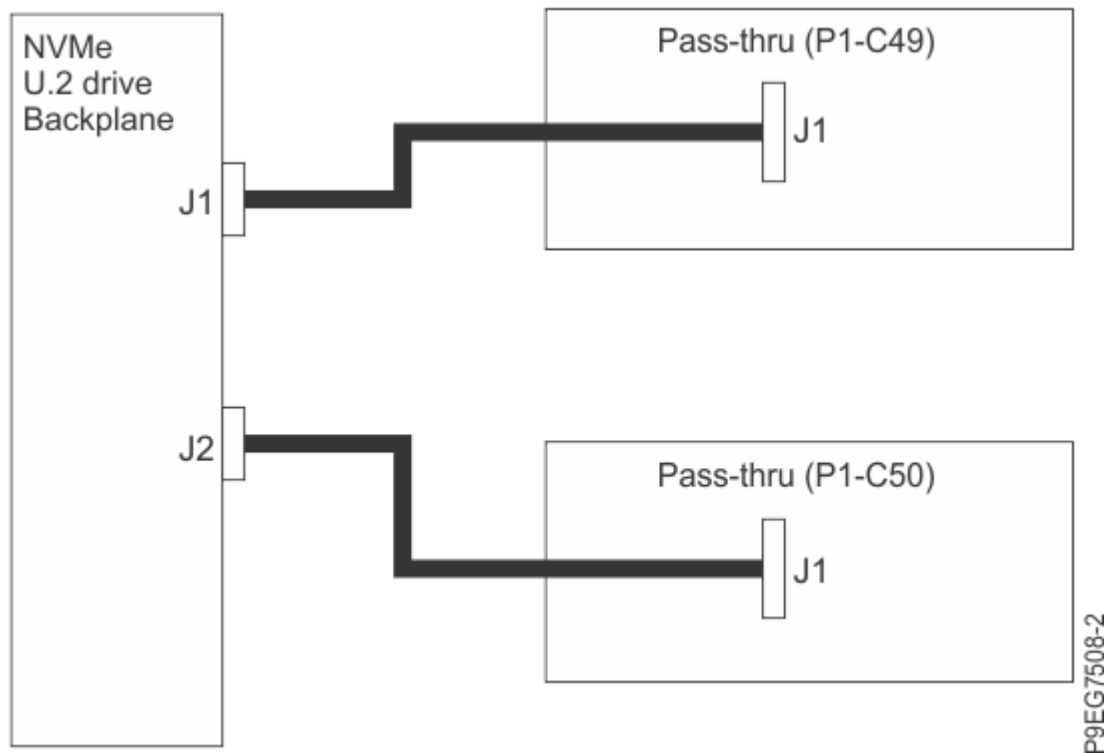 NVMe
U.2 drive
Backplane
J1
J2
Pass-thru (P1-C49)
J1
Pass-thru (P1-C50)
J1
P9EG7508-2